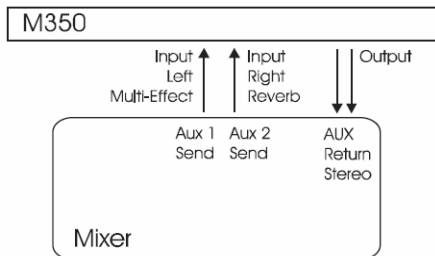 M350
Input
Left
Multi-Effect
Input
Right
Reverb
Output
Aux 1
Send
Aux 2
Send
AUX
Return
Stereo
Mixer